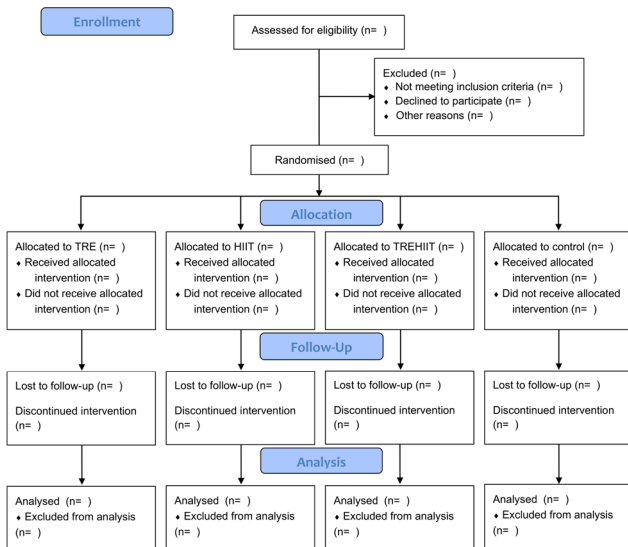 Enrollment
Assessed for eligibility (n= )
Excluded (n= )
♦ Not meeting inclusion criteria (n= )
♦ Declined to participate (n= )
♦ Other reasons (n= )
Randomised (n= )
Allocation
Allocated to TRE (n= )
♦ Received allocated
intervention (n= )
♦ Did not receive allocated
intervention (n= )
Allocated to HIIT (n= )
♦ Received allocated
intervention (n= )
♦ Did not receive allocated
intervention (n= )
Allocated to TREHIIT (n= )
♦ Received allocated
intervention (n= )
♦ Did not receive allocated
intervention (n= )
Allocated to control (n= )
♦ Received allocated
intervention (n= )
♦ Did not receive allocated
intervention (n= )
Follow-Up
Lost to follow-up (n= )
Discontinued intervention
(n= )
Lost to follow-up (n= )
Discontinued intervention
(n= )
Lost to follow-up (n= )
Discontinued intervention
(n= )
Lost to follow-up (n= )
Discontinued intervention
(n= )
Analysis
Analysed (n= )
♦ Excluded from analysis
(n= )
Analysed (n= )
♦ Excluded from analysis
(n= )
Analysed (n= )
♦ Excluded from analysis
(n= )
Analysed (n= )
♦ Excluded from analysis
(n= )